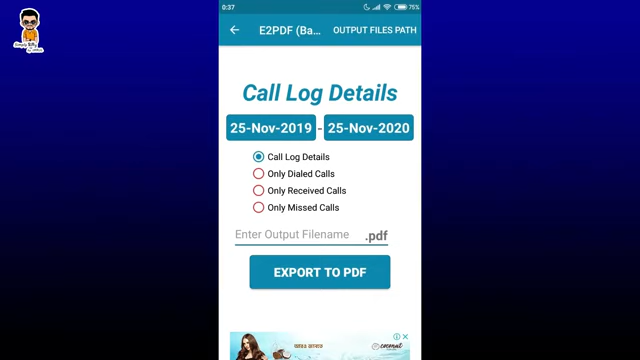 0:37
75%
E2PDF (Ba...
OUTPUT FILES PATH
Call Log Details
25-Nov-2019 - 25-Nov-2020
Call Log Details
Only Dialed Calls
Only Received Calls
Only Missed Calls
Enter Output Filename .pdf
EXPORT TO PDF
coconut